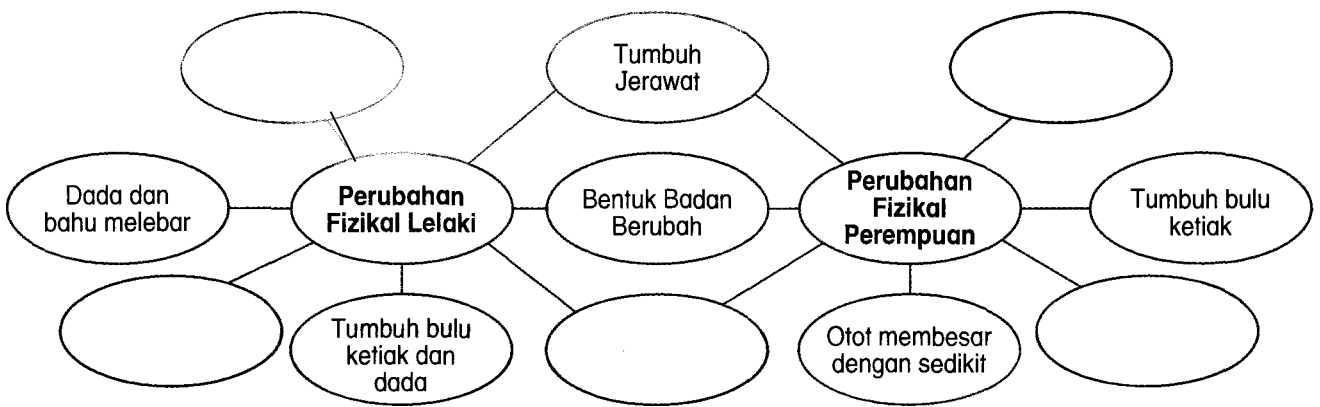 Tumbuh
Jerawat
Dada dan
bahu melebar
Perubahan
Fizikal Lelaki
Bentuk Badan
Berubah
Perubahan
Fizikal
Perempuan
Tumbuh bulu
ketiak
Tumbuh bulu
ketiak dan
dada
Otot membesar
dengan sedikit